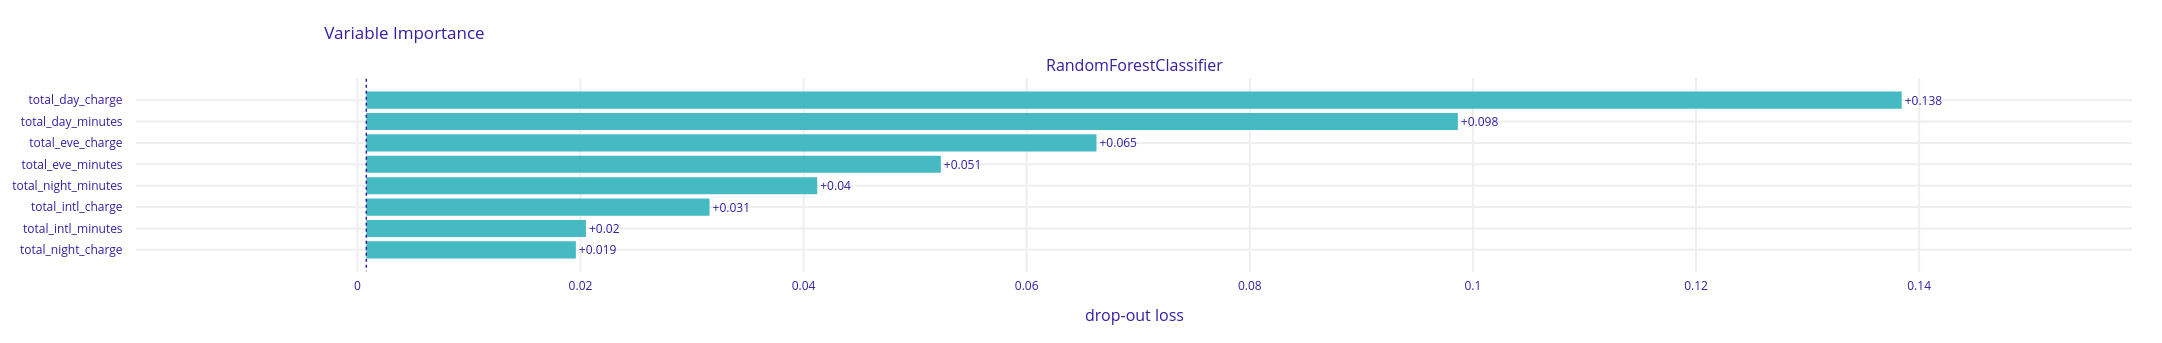 Variable Importance
RandomForestClassifier
total_day_charge +0.138
total_day_minutes +0.098
total_eve_charge +0.065
total_eve_minutes +0.051
total_night_minutes +0.04
total_intl_charge +0.031
total_intl_minutes +0.02
total_night_charge +0.019
0 0.02 0.04 0.06 0.08 0.1 0.12 0.14
drop-out loss